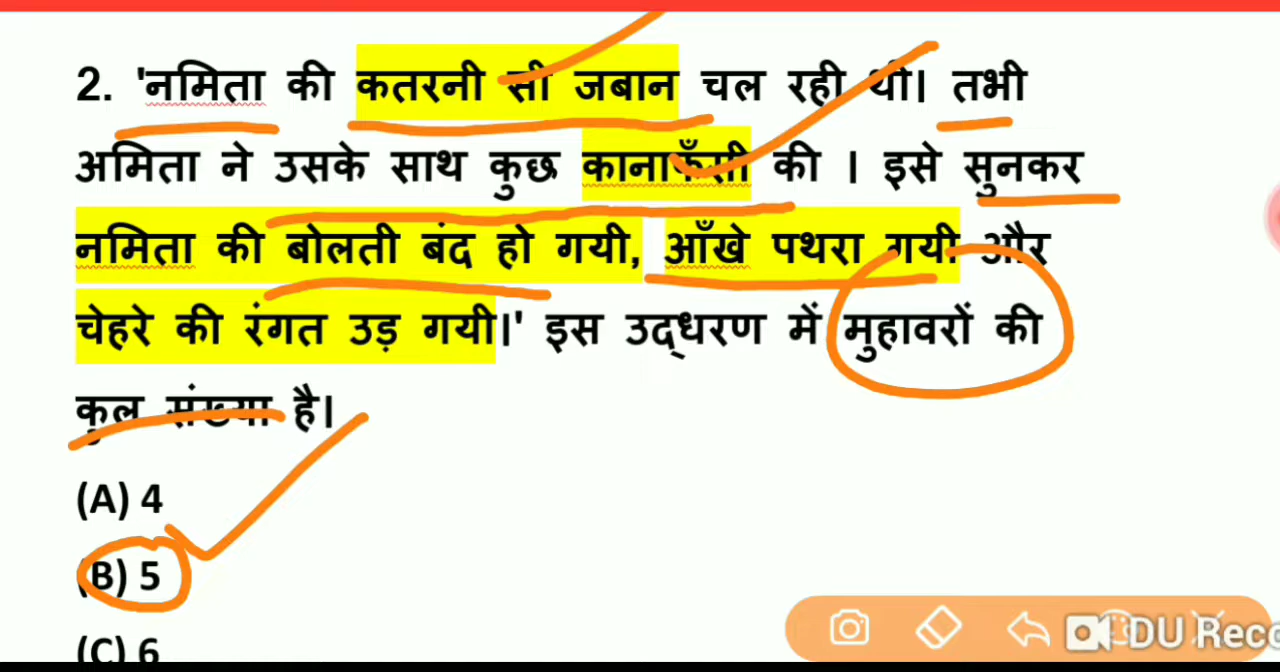 2. 'नमिता की कतरनी सी जबान चल रही थी। तभी
अमिता ने उसके साथ कुछ कानाफँसी की । इसे सुनकर
नमिता की बोलती बंद हो गयी, आँखे पथरा गयी और
चेहरे की रंगत उड़ गयी।' इस उद्धरण में मुहावरों की
कुल संख्या है।
(A) 4
(B) 5
(C) 6
DU Reco